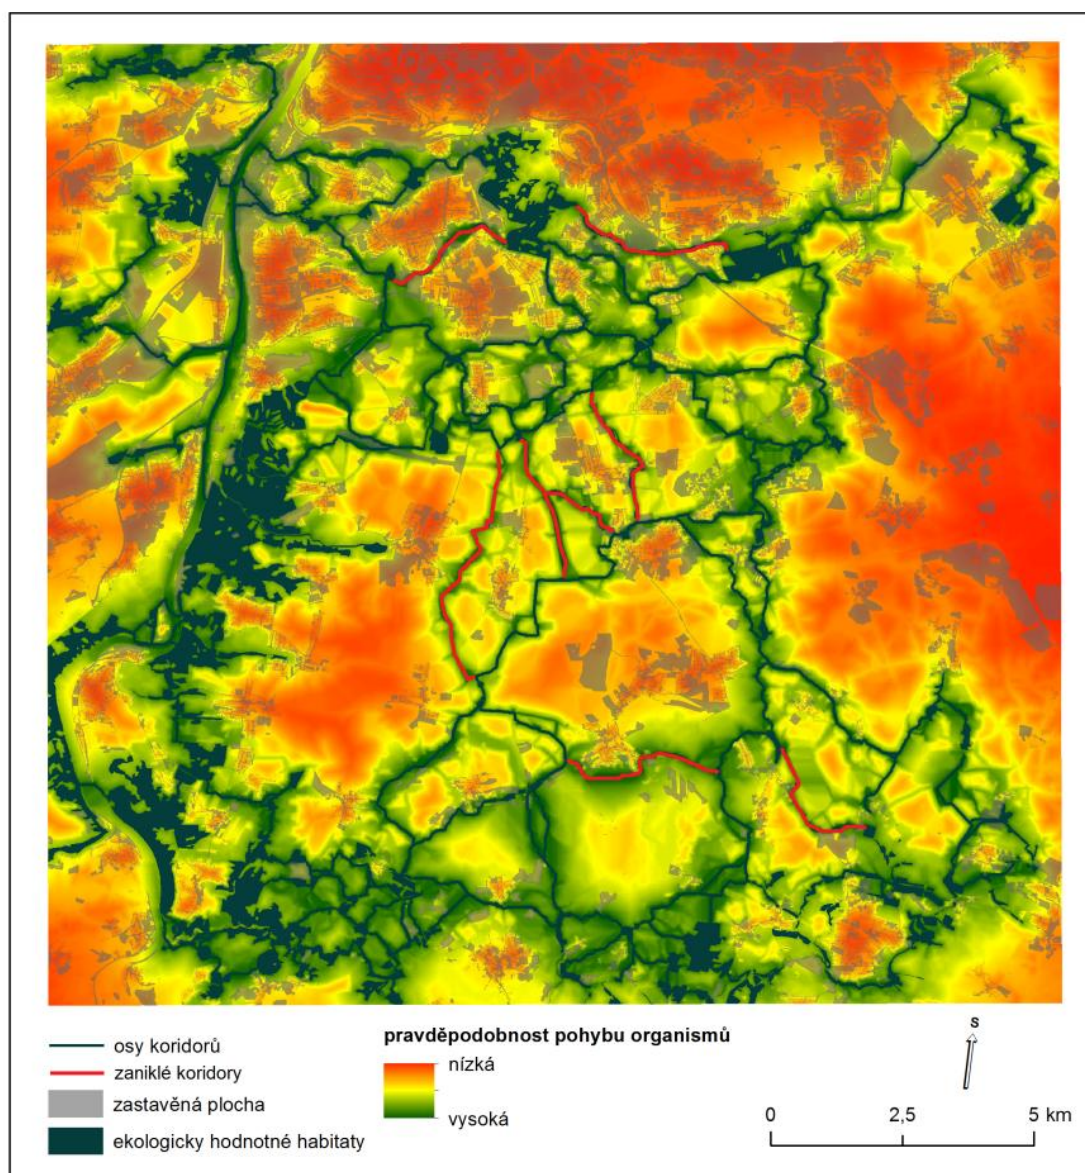 osy koridorů
zaniklé koridory
zastavěná plocha
ekologicky hodnotné habitaty
pravděpodobnost pohybu organismů
nízká
vysoká
S
0 2,5 5 km